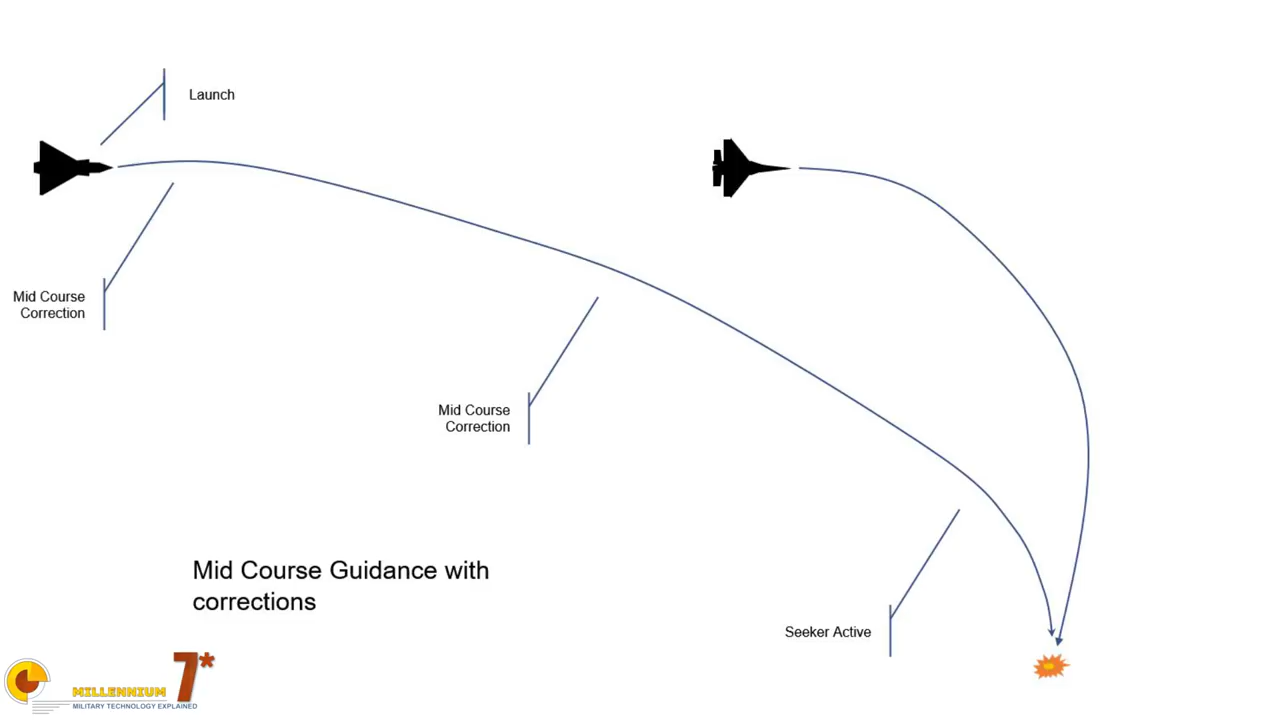 Launch
Mid Course
Correction
Mid Course
Correction
Mid Course Guidance with
corrections
Seeker Active
MILLENNIUM 7*
MILITARY TECHNOLOGY EXPLAINED